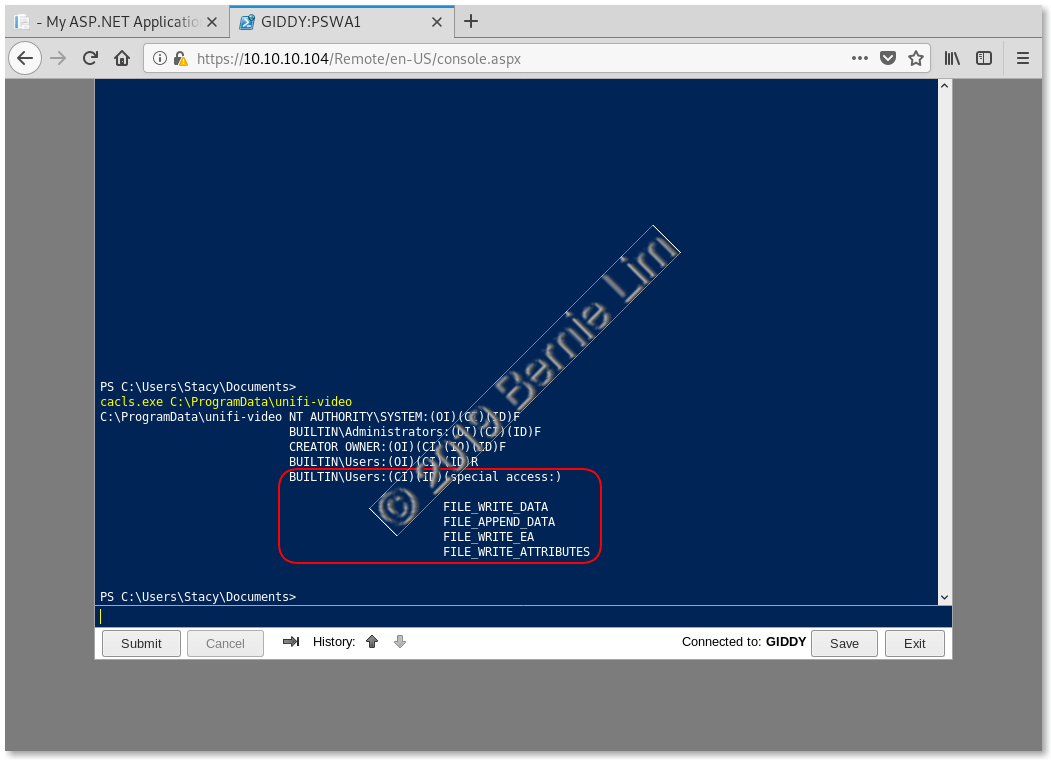 - My ASP.NET Applicatio
GIDDY:PSWA1
https://10.10.10.104/Remote/en-US/console.aspx
PS C:\Users\Stacy\Documents>
cacls.exe C:\ProgramData\unifi-video
C:\ProgramData\unifi-video NT AUTHORITY\SYSTEM:(OI)(CI)(ID)F
BUILTIN\Administrators:(OI)(CI)(ID)F
CREATOR OWNER:(OI)(CI)(IO)(ID)F
BUILTIN\Users:(OI)(CI)(ID)R
BUILTIN\Users:(CI)(ID)(special access:)
FILE_WRITE_DATA
FILE_APPEND_DATA
FILE_WRITE_EA
FILE_WRITE_ATTRIBUTES
PS C:\Users\Stacy\Documents>
© 2019 Bernie Lim
Submit Cancel History: Connected to: GIDDY Save Exit